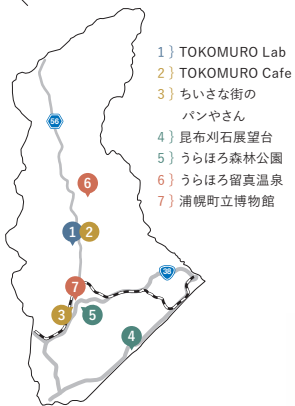 1 } TOKOMURO Lab
2 } TOKOMURO Cafe
3 } ちいさな街の
パンやさん
4 } 昆布刈石展望台
5 } うらほろ森林公園
6 } うらほろ留真温泉
7 } 浦幌町立博物館
56
6
1 2
38
7
3 5
4